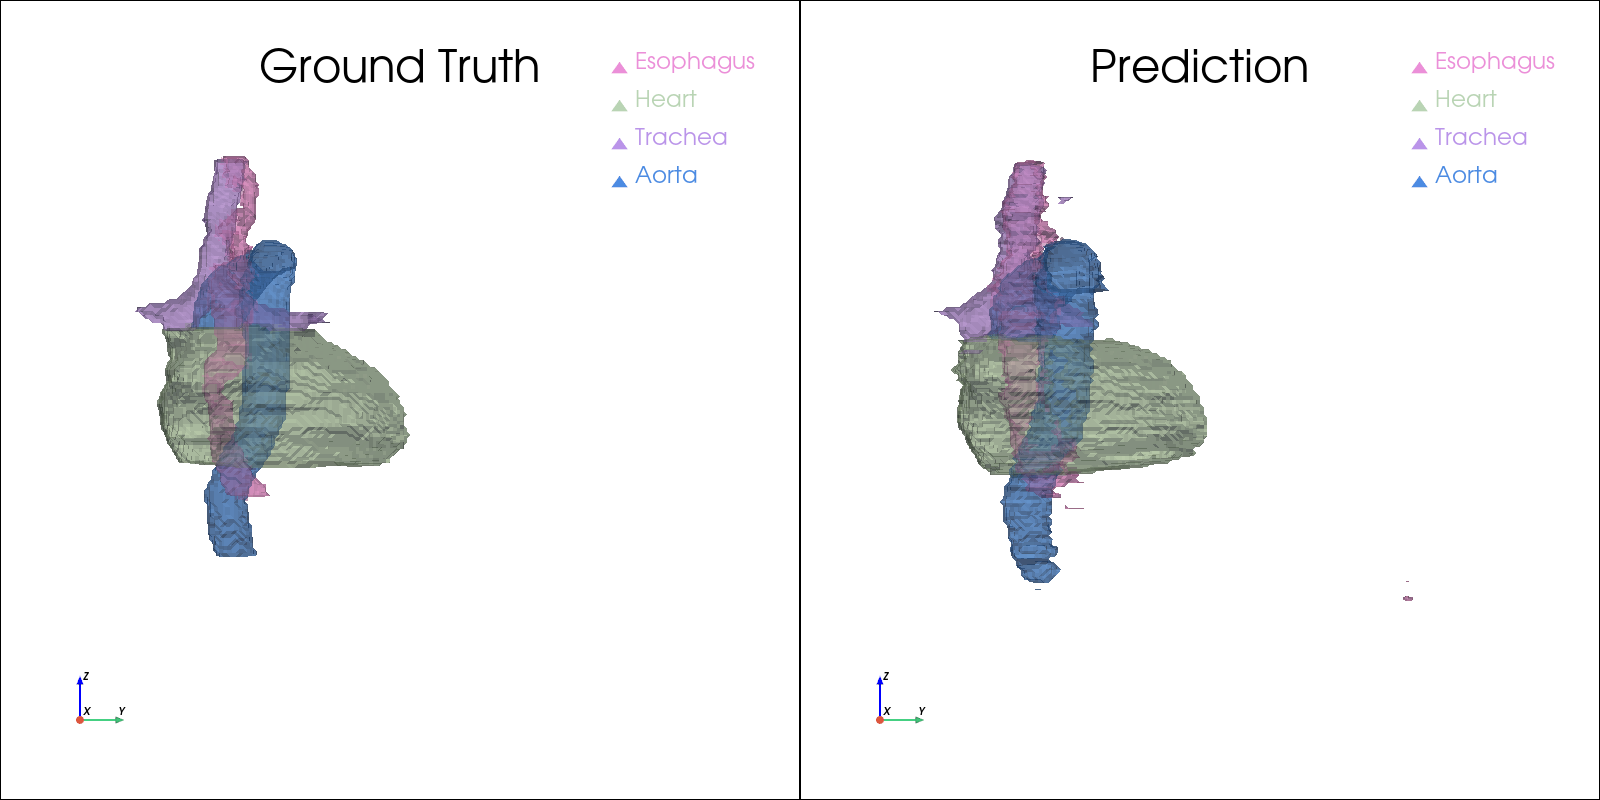 Ground Truth
Esophagus
Heart
Trachea
Aorta
Z
X
Y
Prediction
Esophagus
Heart
Trachea
Aorta
Z
X
Y